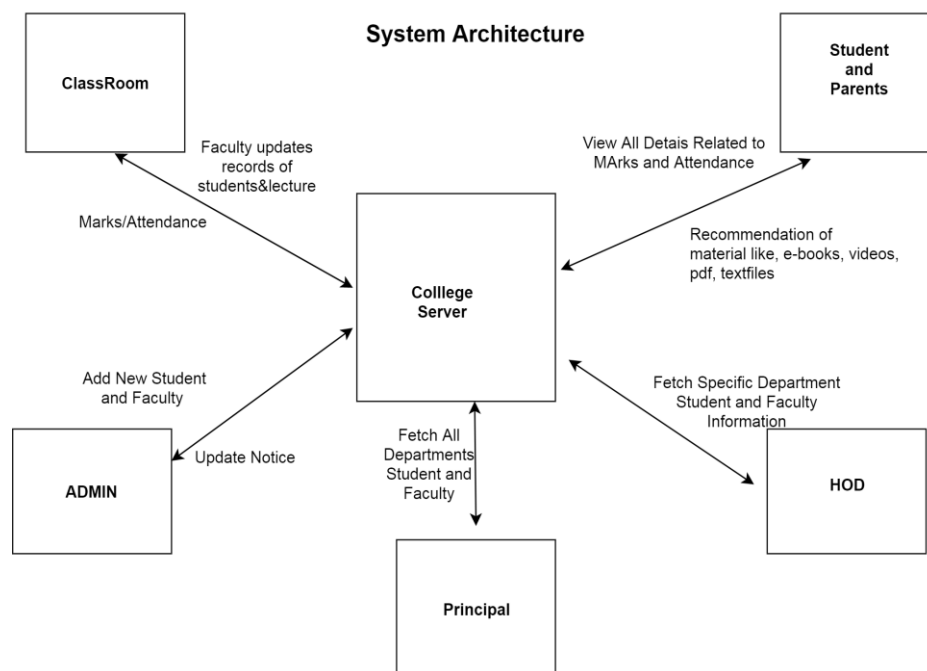 System Architecture
ClassRoom
Student
and
Parents
Faculty updates
records of
students&lecture
Marks/Attendance
View All Detais Related to
MArks and Attendance
Recommendation of
material like, e-books, videos,
pdf, textfiles
Colllege
Server
Add New Student
and Faculty
Update Notice
Fetch All
Departments
Student and
Faculty
Fetch Specific Department
Student and Faculty
Information
ADMIN
HOD
Principal